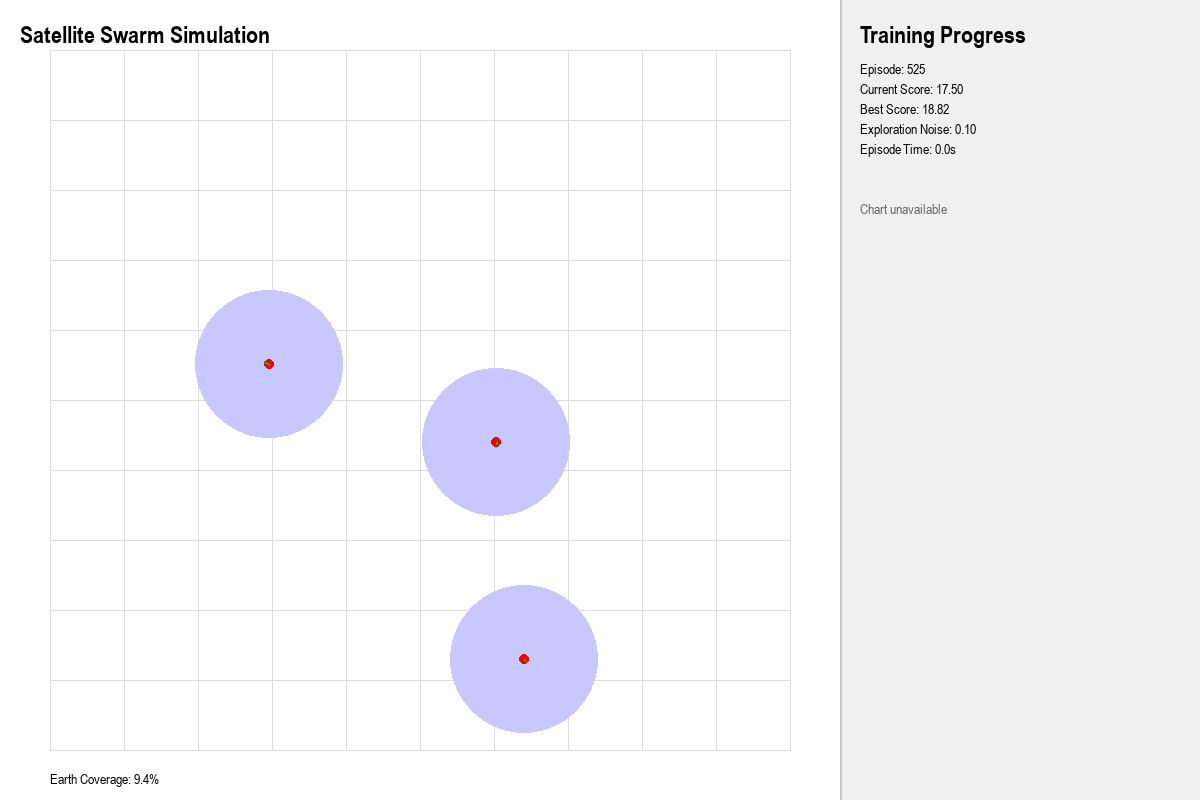 Satellite Swarm Simulation
Earth Coverage: 9.4%
Training Progress
Episode: 525
Current Score: 17.50
Best Score: 18.82
Exploration Noise: 0.10
Episode Time: 0.0s
Chart unavailable